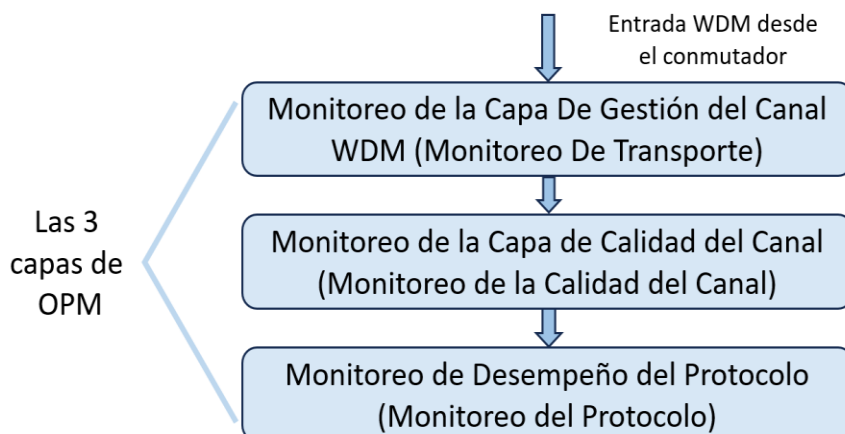 Entrada WDM desde
el conmutador
Monitoreo de la Capa De Gestión del Canal
WDM (Monitoreo De Transporte)
Las 3
capas de
OPM
Monitoreo de la Capa de Calidad del Canal
(Monitoreo de la Calidad del Canal)
Monitoreo de Desempeño del Protocolo
(Monitoreo del Protocolo)